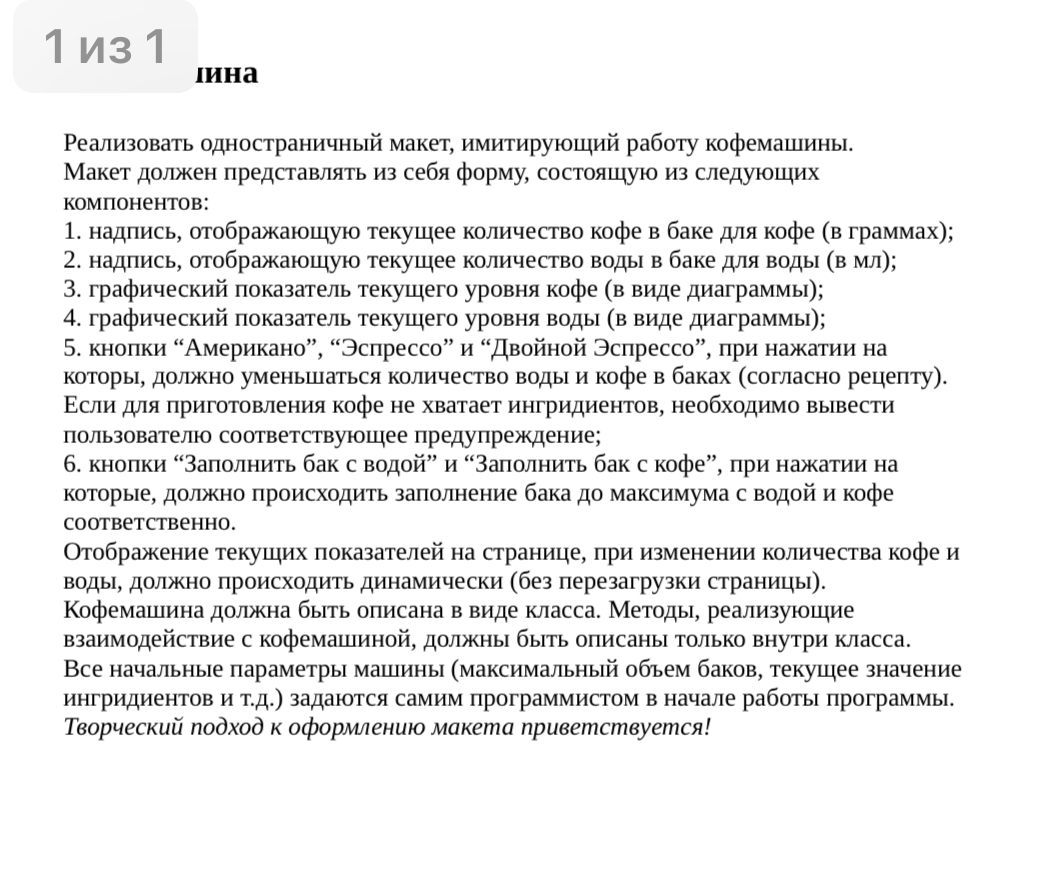 1 из 1
Реализовать одностраничный макет, имитирующий работу кофемашины.
Макет должен представлять из себя форму, состоящую из следующих
компонентов:
1. надпись, отображающую текущее количество кофе в баке для кофе (в граммах);
2. надпись, отображающую текущее количество воды в баке для воды (в мл);
3. графический показатель текущего уровня кофе (в виде диаграммы);
4. графический показатель текущего уровня воды (в виде диаграммы);
5. кнопки “Американо”, “Эспрессо” и “Двойной Эспрессо”, при нажатии на
которы, должно уменьшаться количество воды и кофе в баках (согласно рецепту).
Если для приготовления кофе не хватает ингридиентов, необходимо вывести
пользователю соответствующее предупреждение;
6. кнопки “Заполнить бак с водой” и “Заполнить бак с кофе”, при нажатии на
которые, должно происходить заполнение бака до максимума с водой и кофе
соответственно.
Отображение текущих показателей на странице, при изменении количества кофе и
воды, должно происходить динамически (без перезагрузки страницы).
Кофемашина должна быть описана в виде класса. Методы, реализующие
взаимодействие с кофемашиной, должны быть описаны только внутри класса.
Все начальные параметры машины (максимальный объем баков, текущее значение
ингридиентов и т.д.) задаются самим программистом в начале работы программы.
Творческий подход к оформлению макета приветствуется!